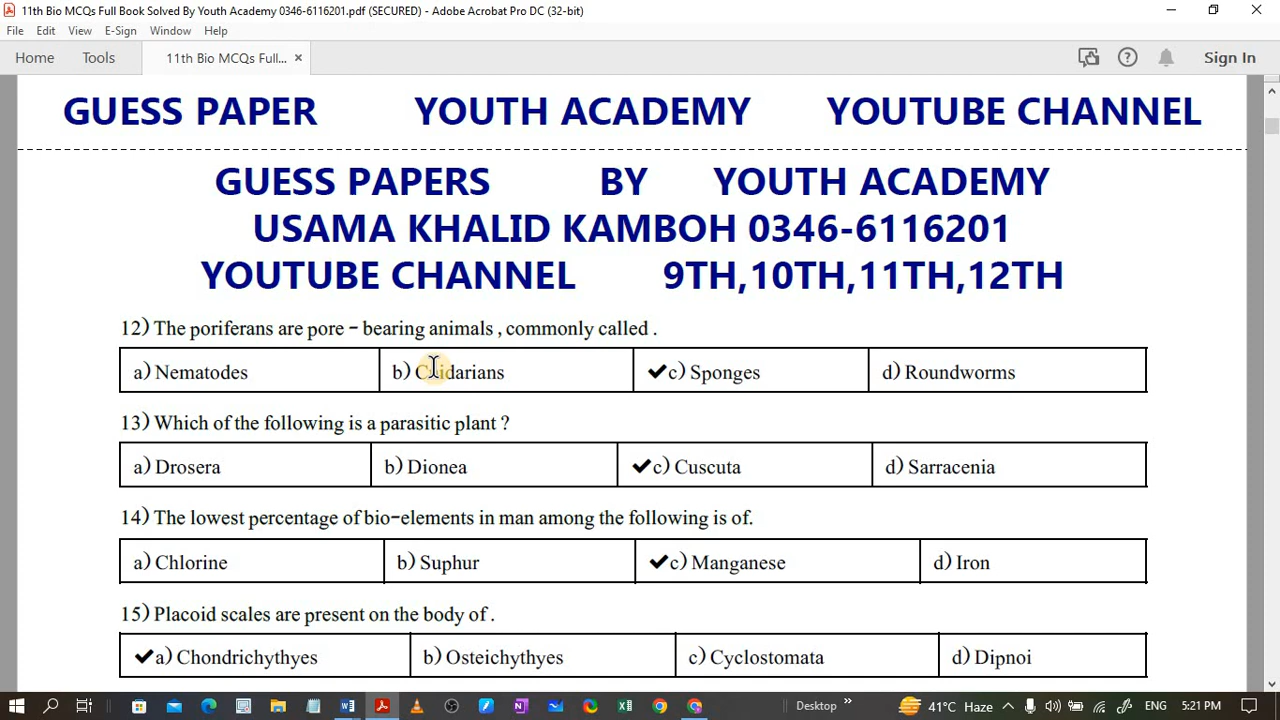 11th Bio MCQs Full Book Solved By Youth Academy 0346-6116201.pdf (SECURED) - Adobe Acrobat Pro DC (32-bit)
File Edit View E-Sign Window Help
Home Tools 11th Bio MCQs Full... × Sign In
GUESS PAPER YOUTH ACADEMY YOUTUBE CHANNEL
GUESS PAPERS BY YOUTH ACADEMY
USAMA KHALID KAMBOH 0346-6116201
YOUTUBE CHANNEL 9TH,10TH,11TH,12TH
12) The poriferans are pore - bearing animals , commonly called .
a) Nematodes b) Cnidarians ✔c) Sponges d) Roundworms
13) Which of the following is a parasitic plant ?
a) Drosera b) Dionea ✔c) Cuscuta d) Sarracenia
14) The lowest percentage of bio-elements in man among the following is of.
a) Chlorine b) Suphur ✔c) Manganese d) Iron
15) Placoid scales are present on the body of .
✔a) Chondrichythyes b) Osteichythyes c) Cyclostomata d) Dipnoi
Desktop » 41°C Haze ENG 5:21 PM